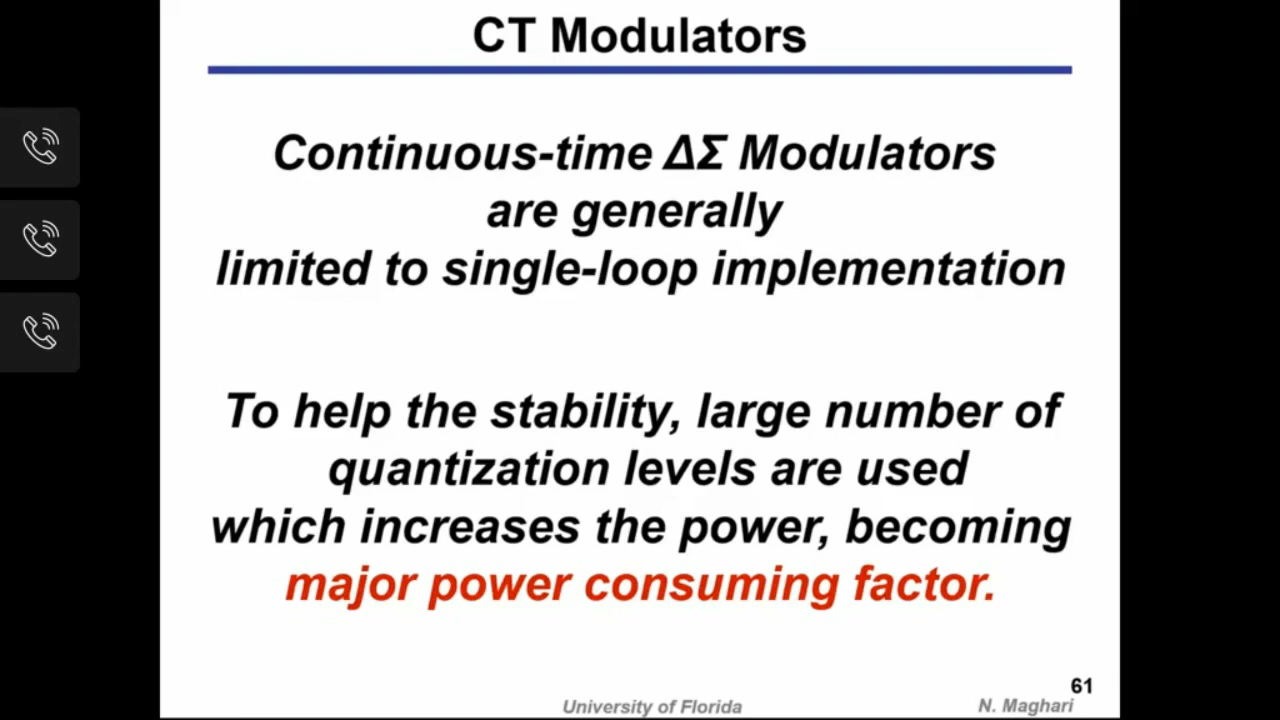 CT Modulators
Continuous-time ΔΣ Modulators
are generally
limited to single-loop implementation
To help the stability, large number of
quantization levels are used
which increases the power, becoming
major power consuming factor.
61
University of Florida
N. Maghari